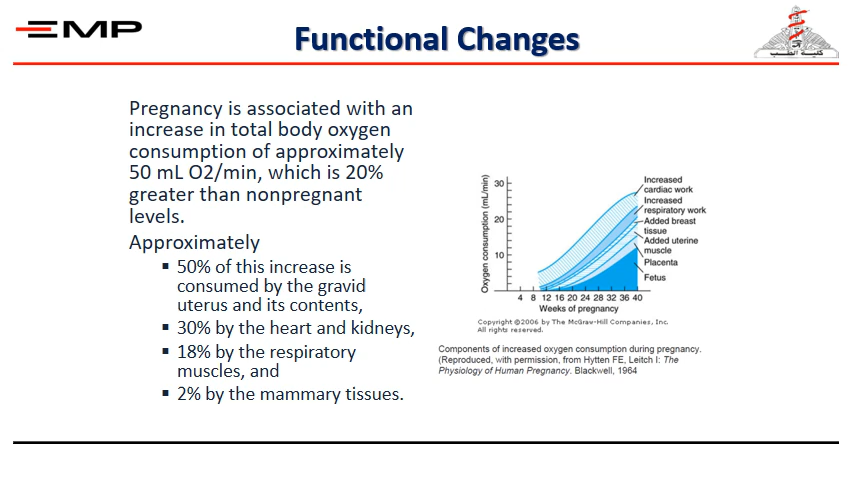 EMP
Functional Changes
كلية الطب
Pregnancy is associated with an
increase in total body oxygen
consumption of approximately
50 mL O2/min, which is 20%
greater than nonpregnant
levels.
Approximately
▪ 50% of this increase is
consumed by the gravid
uterus and its contents,
▪ 30% by the heart and kidneys,
▪ 18% by the respiratory
muscles, and
▪ 2% by the mammary tissues.
Oxygen consumption (mL/min)
30
20
10
Increased
cardiac work
Increased
respiratory work
Added breast
tissue
Added uterine
muscle
Placenta
Fetus
4 8 12 16 20 24 28 32 36 40
Weeks of pregnancy
Copyright ©2006 by The McGraw-Hill Companies, Inc.
All rights reserved.
Components of increased oxygen consumption during pregnancy.
(Reproduced, with permission, from Hytten FE, Leitch I: The
Physiology of Human Pregnancy. Blackwell, 1964